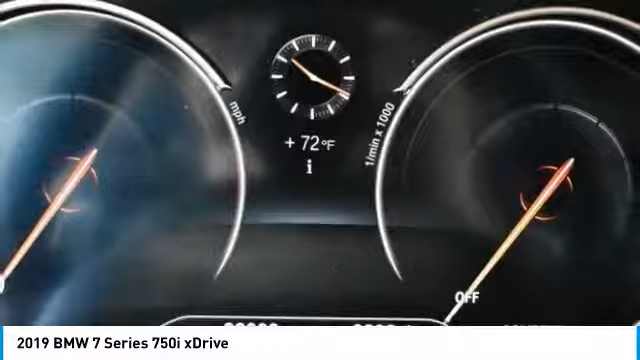 mph
1/min x 1000
+ 72°F
i
OFF
2019 BMW 7 Series 750i xDrive